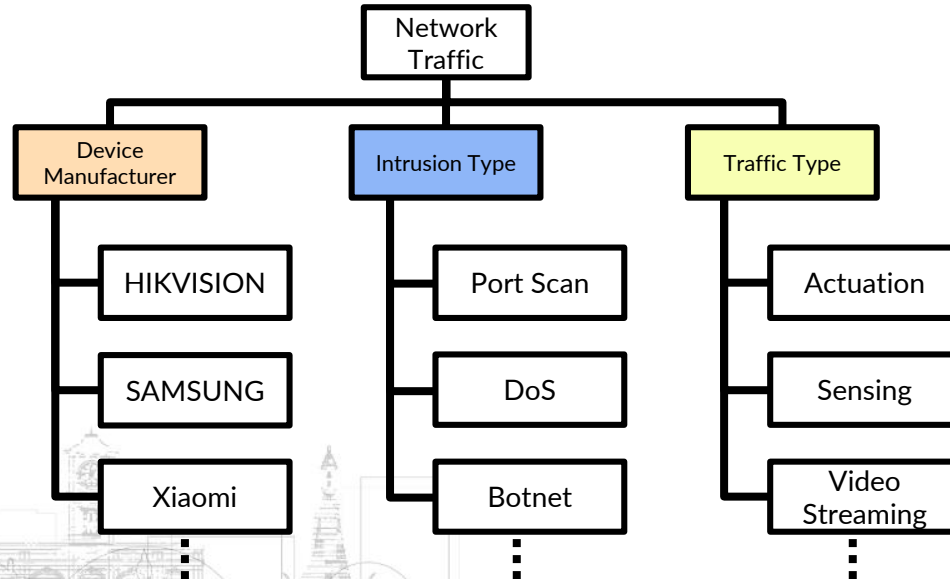 Network
Traffic
Device
Manufacturer
Intrusion Type
Traffic Type
HIKVISION
Port Scan
Actuation
SAMSUNG
DoS
Sensing
Xiaomi
Botnet
Video
Streaming